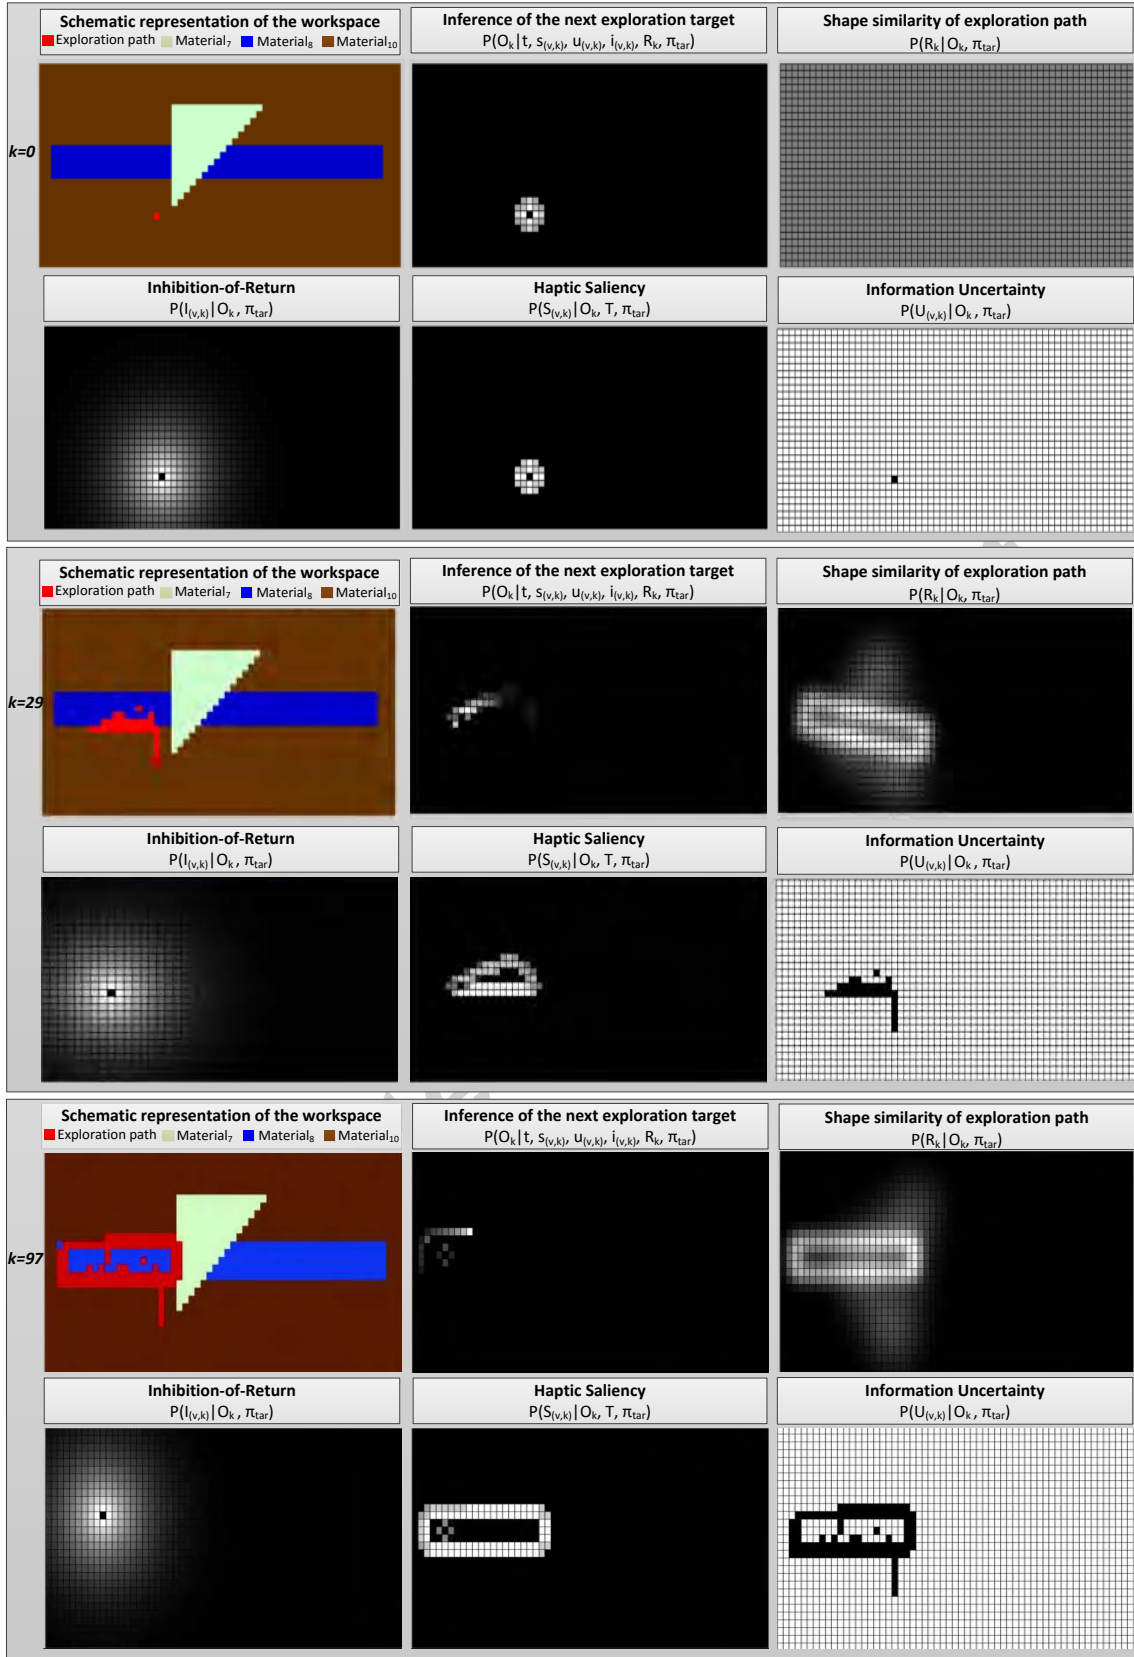 Schematic representation of the workspace
Exploration path Material₇ Material₈ Material₁₀
Inference of the next exploration target
P(Oₖ|t, s₍ᵥ,ₖ₎, u₍ᵥ,ₖ₎, i₍ᵥ,ₖ₎, Rₖ, πₜₐᵣ)
Shape similarity of exploration path
P(Rₖ|Oₖ, πₜₐᵣ)
k=0
Inhibition-of-Return
P(I₍ᵥ,ₖ₎|Oₖ, πₜₐᵣ)
Haptic Saliency
P(S₍ᵥ,ₖ₎|Oₖ, T, πₜₐᵣ)
Information Uncertainty
P(U₍ᵥ,ₖ₎|Oₖ, πₜₐᵣ)
Schematic representation of the workspace
Exploration path Material₇ Material₈ Material₁₀
Inference of the next exploration target
P(Oₖ|t, s₍ᵥ,ₖ₎, u₍ᵥ,ₖ₎, i₍ᵥ,ₖ₎, Rₖ, πₜₐᵣ)
Shape similarity of exploration path
P(Rₖ|Oₖ, πₜₐᵣ)
k=29
Inhibition-of-Return
P(I₍ᵥ,ₖ₎|Oₖ, πₜₐᵣ)
Haptic Saliency
P(S₍ᵥ,ₖ₎|Oₖ, T, πₜₐᵣ)
Information Uncertainty
P(U₍ᵥ,ₖ₎|Oₖ, πₜₐᵣ)
Schematic representation of the workspace
Exploration path Material₇ Material₈ Material₁₀
Inference of the next exploration target
P(Oₖ|t, s₍ᵥ,ₖ₎, u₍ᵥ,ₖ₎, i₍ᵥ,ₖ₎, Rₖ, πₜₐᵣ)
Shape similarity of exploration path
P(Rₖ|Oₖ, πₜₐᵣ)
k=97
Inhibition-of-Return
P(I₍ᵥ,ₖ₎|Oₖ, πₜₐᵣ)
Haptic Saliency
P(S₍ᵥ,ₖ₎|Oₖ, T, πₜₐᵣ)
Information Uncertainty
P(U₍ᵥ,ₖ₎|Oₖ, πₜₐᵣ)